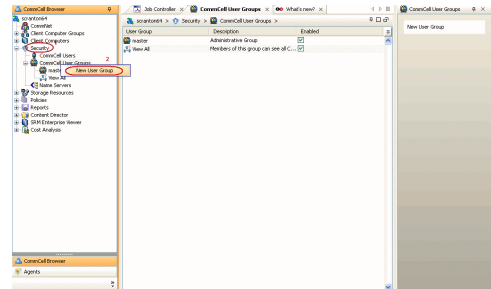 CommCell Browser
Job Controller
CommCell User Groups
What's new?
CommCell User Groups
scranton64
scranton64 > Security > CommCell User Groups >
New User Group
CommNet
Client Computer Groups
Client Computers
Security
CommCell Users
2
CommCell User Groups
master
New User Group
View All
Name Servers
Storage Resources
Policies
Reports
Content Director
SRM Enterprise Viewer
Cost Analysis
User Group Description Enabled
master Administrative Group
View All Members of this group can see all C...
CommCell Browser
Agents